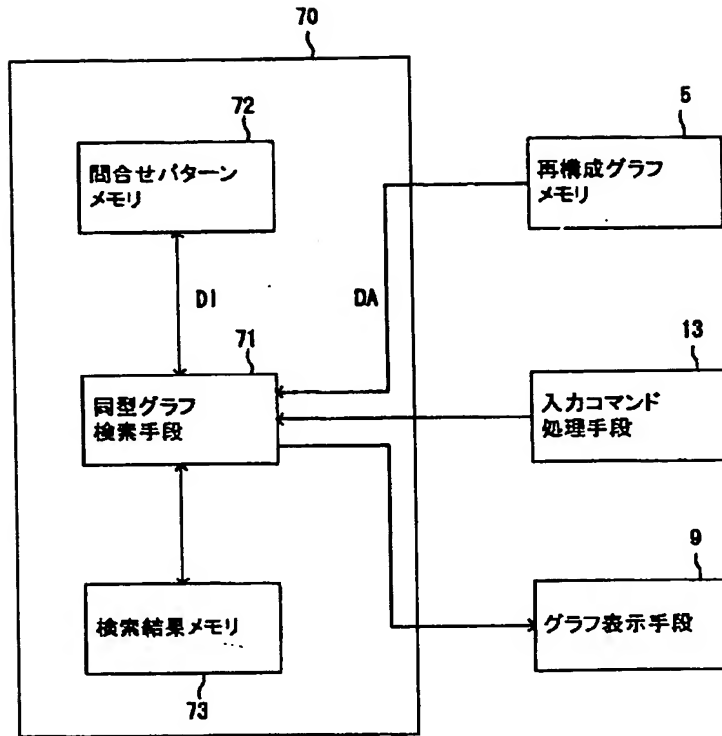 70
72
問合せパターン
メモリ
5
再構成グラフ
メモリ
DI
DA
71
同型グラフ
検索手段
13
入力コマンド
処理手段
検索結果メモリ
73
9
グラフ表示手段